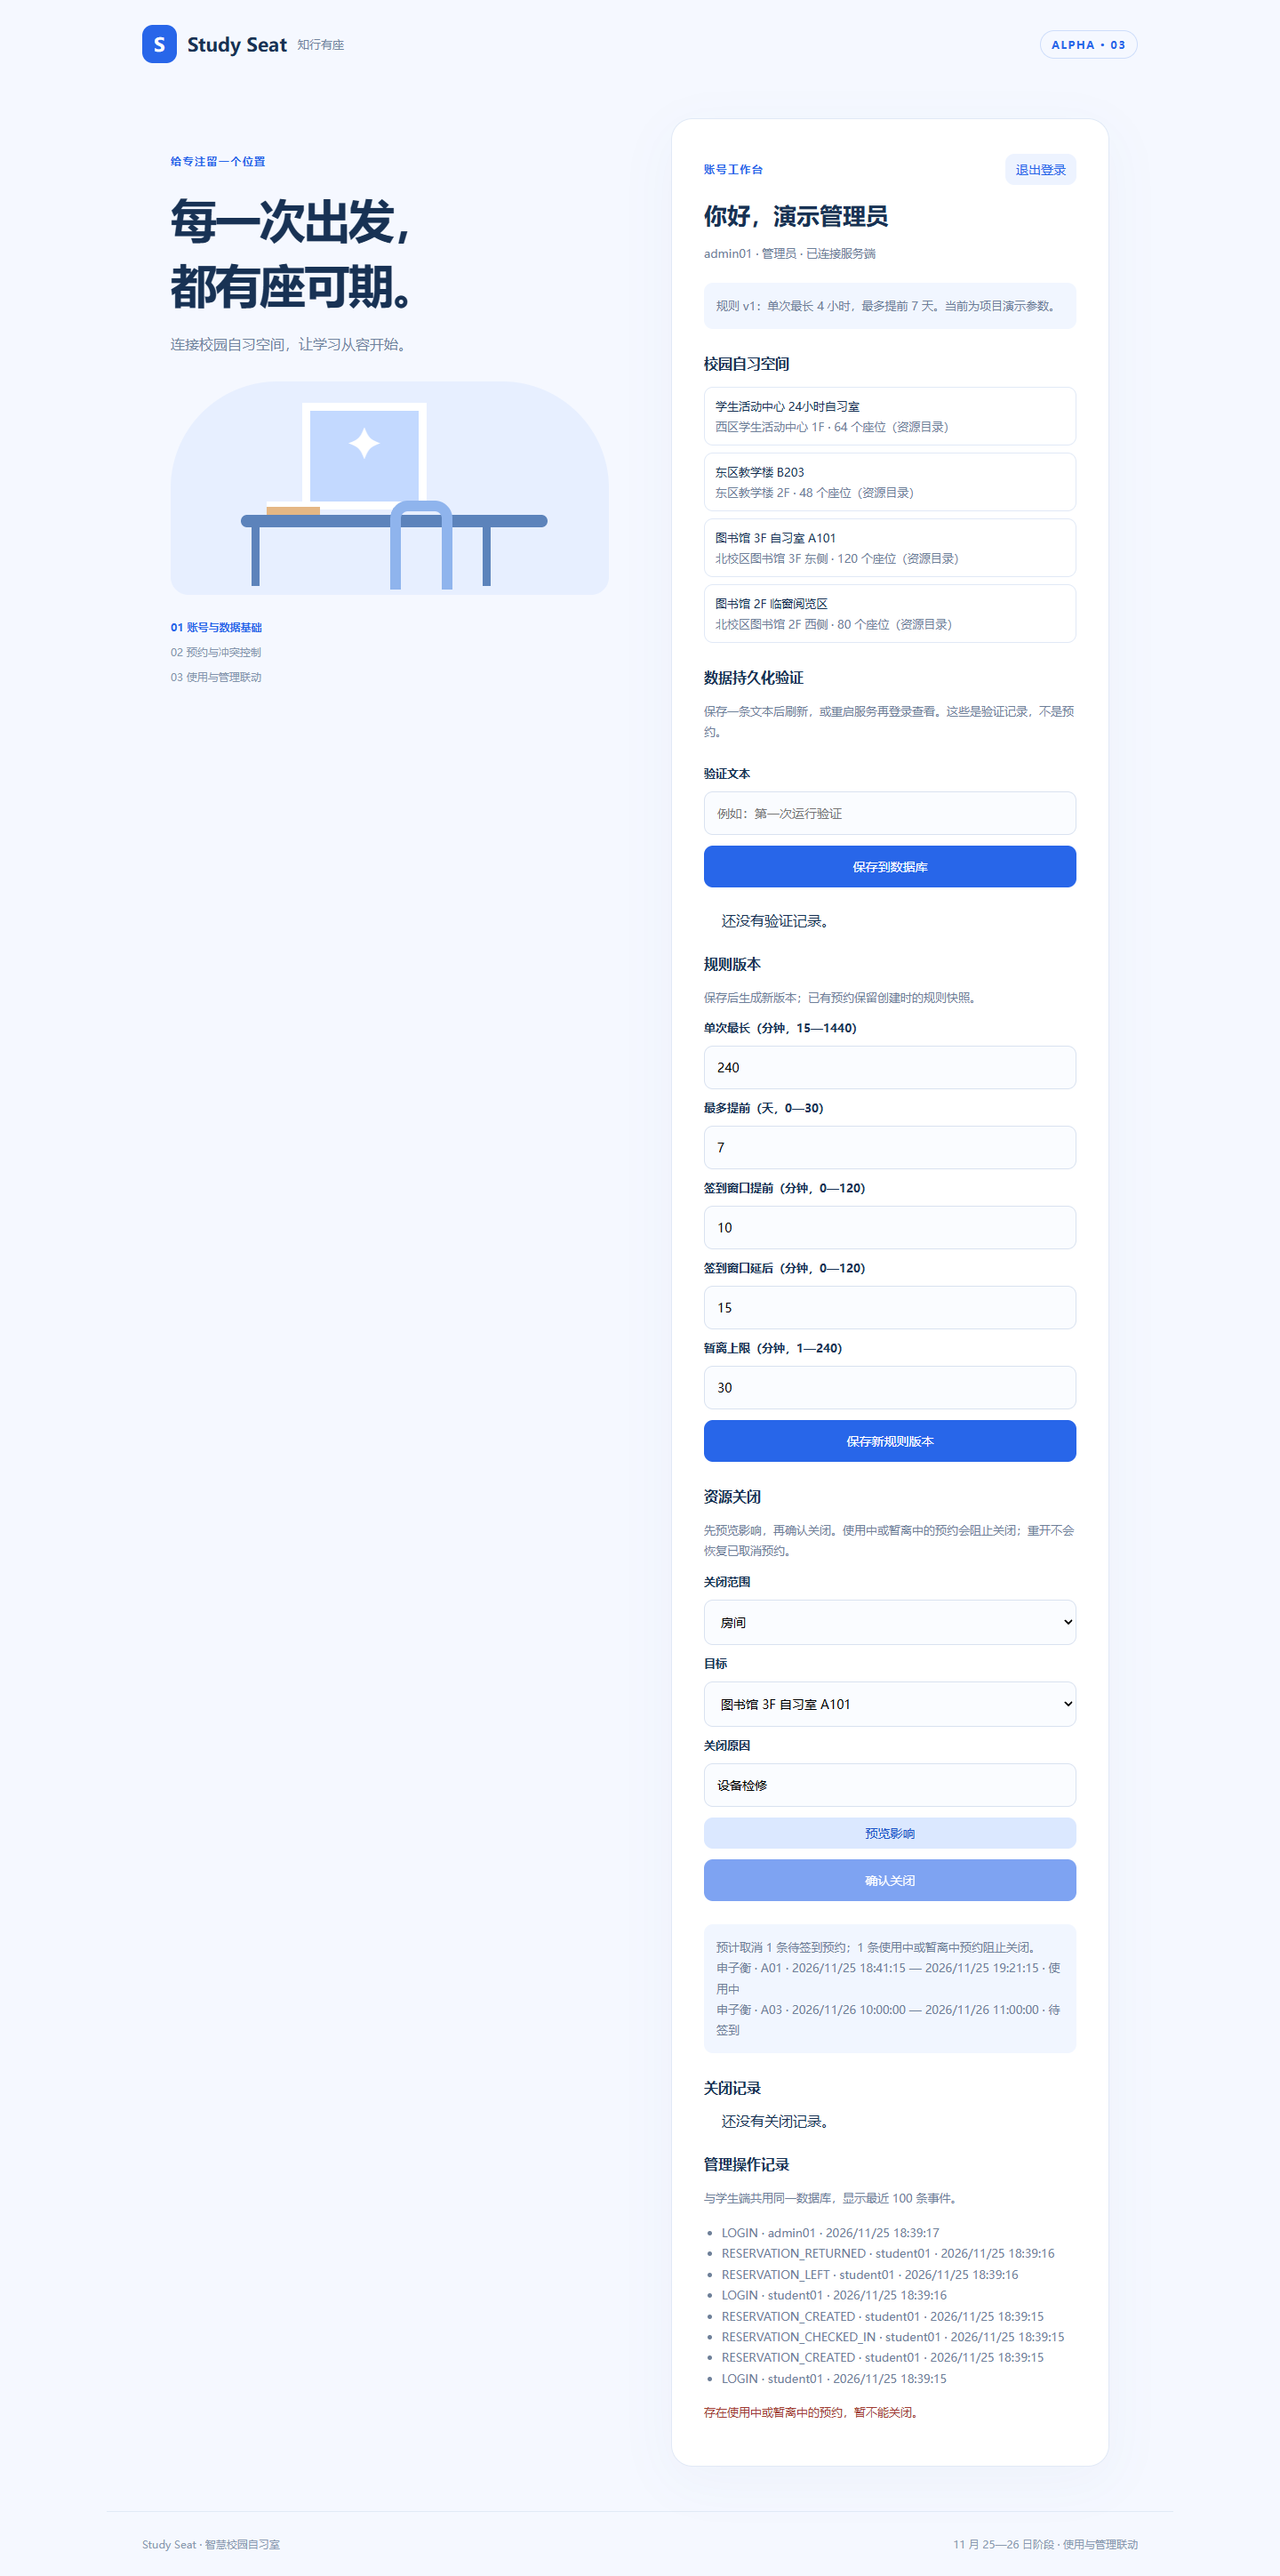 S
Study Seat 知行有座
ALPHA · 03
给专注留一个位置
每一次出发，
都有座可期。
连接校园自习空间，让学习从容开始。
01 账号与数据基础
02 预约与冲突控制
03 使用与管理联动
账号工作台
退出登录
你好，演示管理员
admin01 · 管理员 · 已连接服务端
规则 v1：单次最长 4 小时，最多提前 7 天。当前为项目演示参数。
校园自习空间
学生活动中心 24小时自习室
西区学生活动中心 1F · 64 个座位（资源目录）
东区教学楼 B203
东区教学楼 2F · 48 个座位（资源目录）
图书馆 3F 自习室 A101
北校区图书馆 3F 东侧 · 120 个座位（资源目录）
图书馆 2F 临窗阅览区
北校区图书馆 2F 西侧 · 80 个座位（资源目录）
数据持久化验证
保存一条文本后刷新，或重启服务再登录查看。这些是验证记录，不是预
约。
验证文本
例如：第一次运行验证
保存到数据库
还没有验证记录。
规则版本
保存后生成新版本；已有预约保留创建时的规则快照。
单次最长（分钟，15—1440）
240
最多提前（天，0—30）
7
签到窗口提前（分钟，0—120）
10
签到窗口延后（分钟，0—120）
15
暂离上限（分钟，1—240）
30
保存新规则版本
资源关闭
先预览影响，再确认关闭。使用中或暂离中的预约会阻止关闭；重开不会
恢复已取消预约。
关闭范围
房间
目标
图书馆 3F 自习室 A101
关闭原因
设备检修
预览影响
确认关闭
预计取消 1 条待签到预约；1 条使用中或暂离中预约阻止关闭。
申子衡 · A01 · 2026/11/25 18:41:15 — 2026/11/25 19:21:15 · 使
用中
申子衡 · A03 · 2026/11/26 10:00:00 — 2026/11/26 11:00:00 · 待
签到
关闭记录
还没有关闭记录。
管理操作记录
与学生端共用同一数据库，显示最近 100 条事件。
• LOGIN · admin01 · 2026/11/25 18:39:17
• RESERVATION_RETURNED · student01 · 2026/11/25 18:39:16
• RESERVATION_LEFT · student01 · 2026/11/25 18:39:16
• LOGIN · student01 · 2026/11/25 18:39:16
• RESERVATION_CREATED · student01 · 2026/11/25 18:39:15
• RESERVATION_CHECKED_IN · student01 · 2026/11/25 18:39:15
• RESERVATION_CREATED · student01 · 2026/11/25 18:39:15
• LOGIN · student01 · 2026/11/25 18:39:15
存在使用中或暂离中的预约，暂不能关闭。
Study Seat · 智慧校园自习室
11 月 25—26 日阶段 · 使用与管理联动